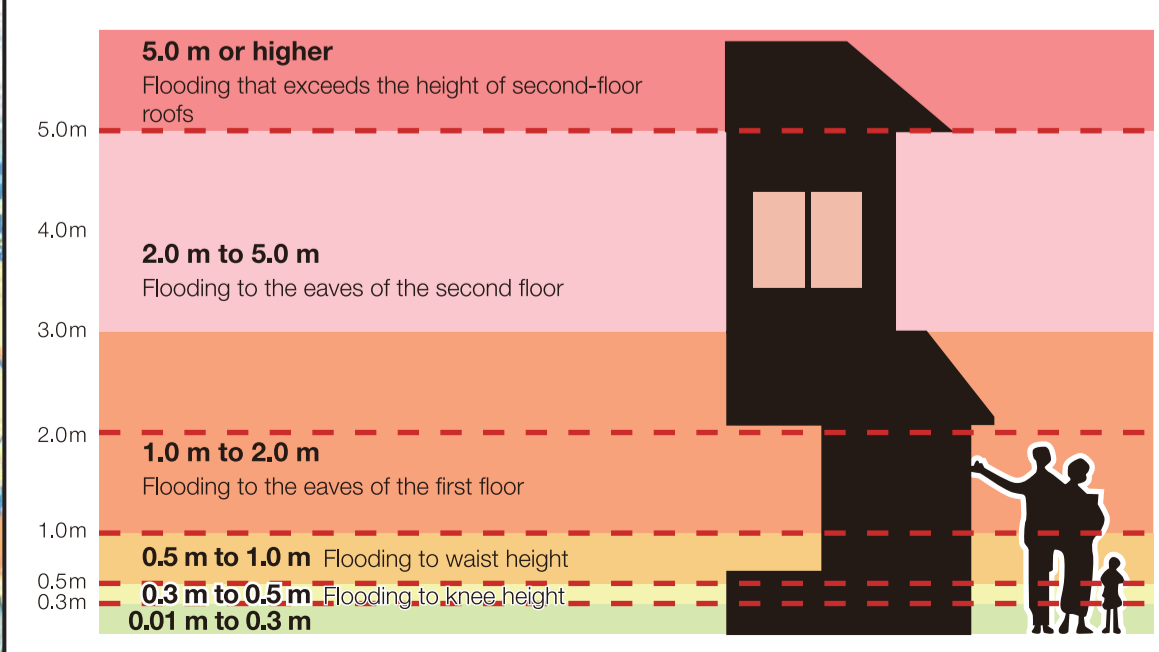 5.0 m or higher
Flooding that exceeds the height of second-floor
roofs
5.0m
4.0m
2.0 m to 5.0 m
Flooding to the eaves of the second floor
3.0m
2.0m
1.0 m to 2.0 m
Flooding to the eaves of the first floor
1.0m
0.5 m to 1.0 m Flooding to waist height
0.5m
0.3 m to 0.5 m Flooding to knee height
0.3m
0.01 m to 0.3 m